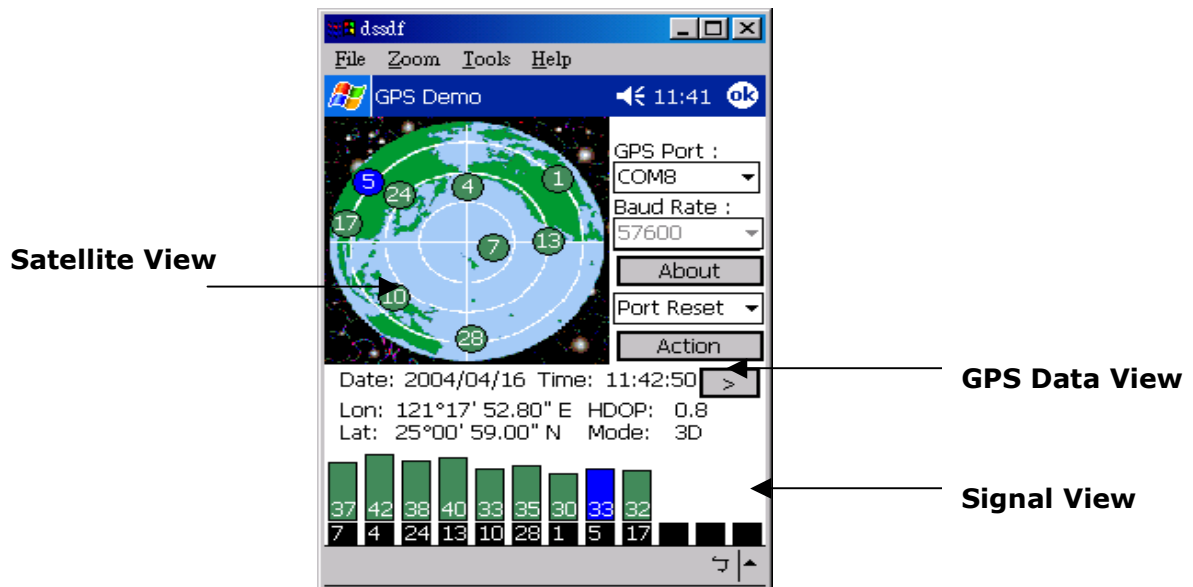 dssdf
File Zoom Tools Help
GPS Demo 11:41 ok
GPS Port :
COM8
Baud Rate :
57600
About
Port Reset
Action
5
24
4
1
17
7
13
10
28
Satellite View
Date: 2004/04/16 Time: 11:42:50 >
Lon: 121°17' 52.80" E HDOP: 0.8
Lat: 25°00' 59.00" N Mode: 3D
GPS Data View
37 42 38 40 33 35 30 33 32
7 4 24 13 10 28 1 5 17
Signal View